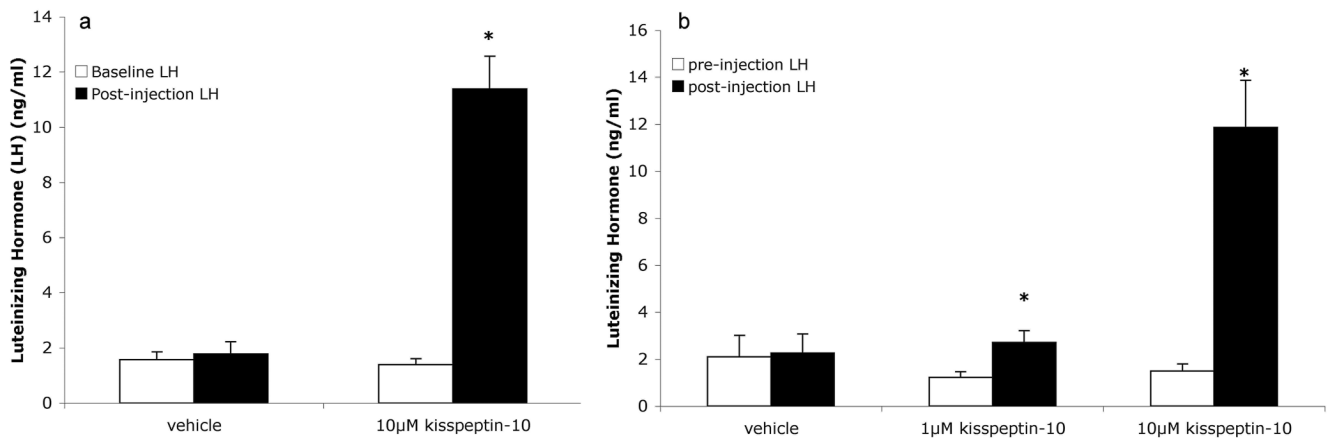 a
Luteinizing Hormone (LH) (ng/ml)
14
12
10
8
6
4
2
0
Baseline LH
Post-injection LH
*
vehicle
10µM kisspeptin-10
b
Luteinizing Hormone (ng/ml)
16
14
12
10
8
6
4
2
0
pre-injection LH
post-injection LH
*
*
vehicle
1µM kisspeptin-10
10µM kisspeptin-10